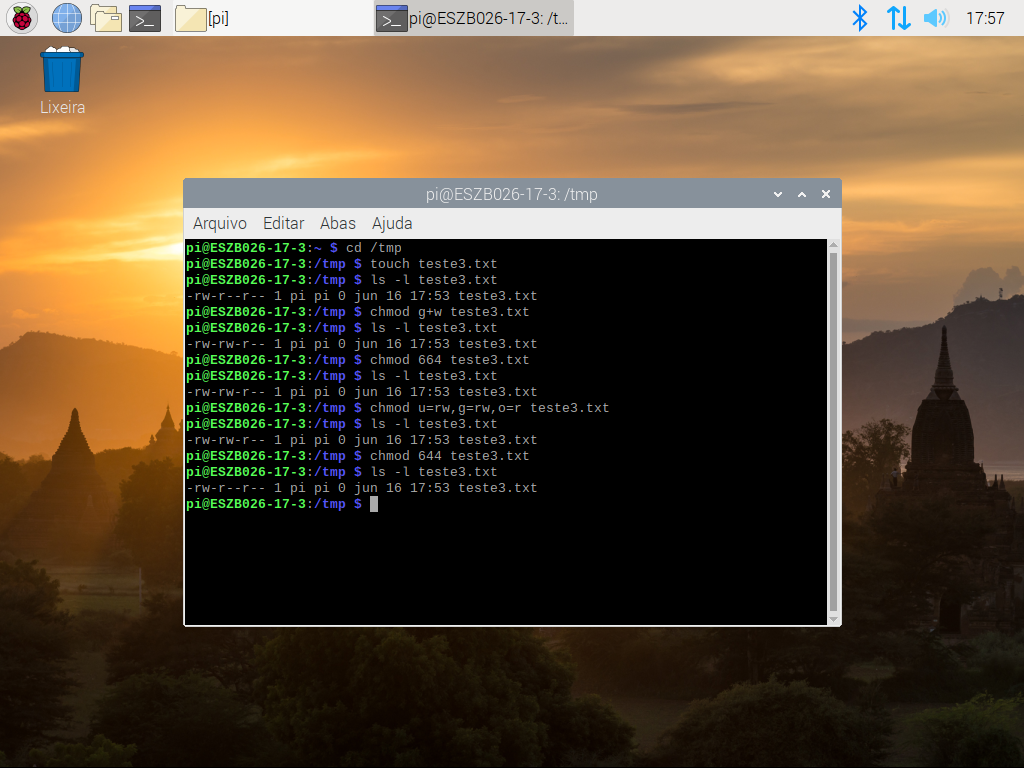 [pi]
pi@ESZB026-17-3: /t...
17:57
Lixeira
pi@ESZB026-17-3: /tmp
Arquivo Editar Abas Ajuda
pi@ESZB026-17-3:~ $ cd /tmp
pi@ESZB026-17-3:/tmp $ touch teste3.txt
pi@ESZB026-17-3:/tmp $ ls -l teste3.txt
-rw-r--r-- 1 pi pi 0 jun 16 17:53 teste3.txt
pi@ESZB026-17-3:/tmp $ chmod g+w teste3.txt
pi@ESZB026-17-3:/tmp $ ls -l teste3.txt
-rw-rw-r-- 1 pi pi 0 jun 16 17:53 teste3.txt
pi@ESZB026-17-3:/tmp $ chmod 664 teste3.txt
pi@ESZB026-17-3:/tmp $ ls -l teste3.txt
-rw-rw-r-- 1 pi pi 0 jun 16 17:53 teste3.txt
pi@ESZB026-17-3:/tmp $ chmod u=rw,g=rw,o=r teste3.txt
pi@ESZB026-17-3:/tmp $ ls -l teste3.txt
-rw-rw-r-- 1 pi pi 0 jun 16 17:53 teste3.txt
pi@ESZB026-17-3:/tmp $ chmod 644 teste3.txt
pi@ESZB026-17-3:/tmp $ ls -l teste3.txt
-rw-r--r-- 1 pi pi 0 jun 16 17:53 teste3.txt
pi@ESZB026-17-3:/tmp $